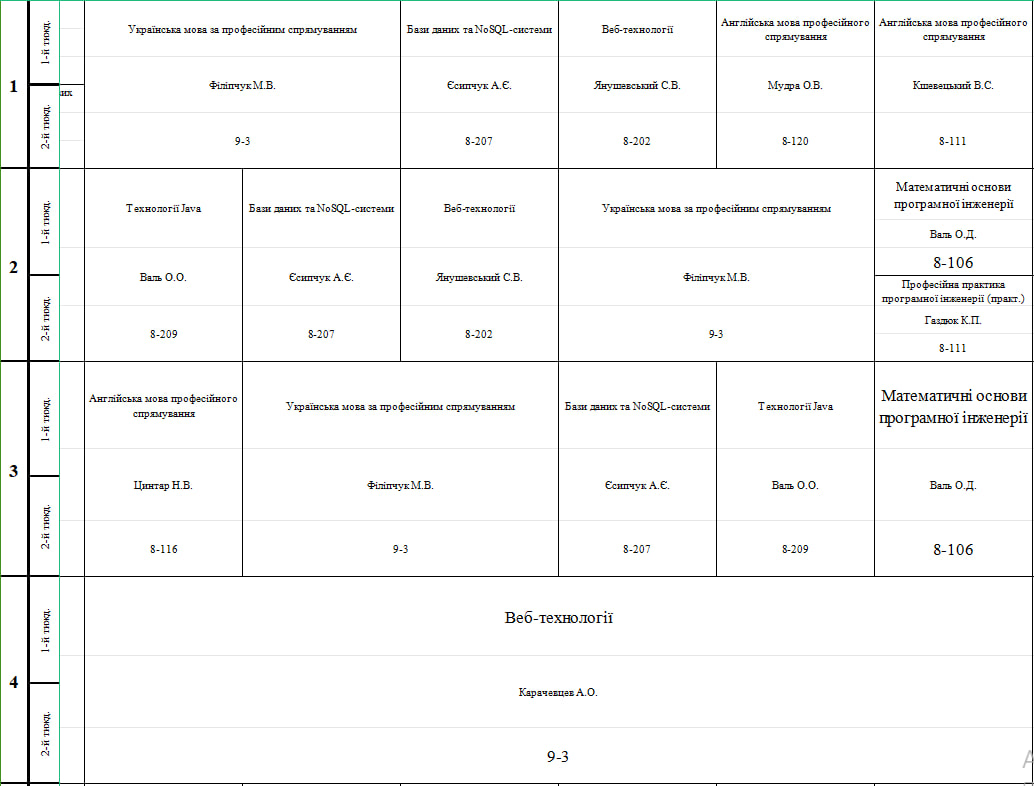 1
1-й тижд.
Українська мова за професійним спрямуванням
Бази даних та NoSQL-системи
Веб-технології
Англійська мова професійного
спрямування
Англійська мова професійного
спрямування
их
Філіпчук М.В.
Єсипчук А.Є.
Янушевський С.В.
Мудра О.В.
Кшевецький В.С.
2-й тижд.
9-3
8-207
8-202
8-120
8-111
2
1-й тижд.
Технології Java
Бази даних та NoSQL-системи
Веб-технології
Українська мова за професійним спрямуванням
Математичні основи
програмної інженерії
Валь О.Д.
8-106
Валь О.О.
Єсипчук А.Є.
Янушевський С.В.
Філіпчук М.В.
Професійна практика
програмної інженерії (практ.)
Газдюк К.П.
2-й тижд.
8-209
8-207
8-202
9-3
8-111
3
1-й тижд.
Англійська мова професійного
спрямування
Українська мова за професійним спрямуванням
Бази даних та NoSQL-системи
Технології Java
Математичні основи
програмної інженерії
Цинтар Н.В.
Філіпчук М.В.
Єсипчук А.Є.
Валь О.О.
Валь О.Д.
2-й тижд.
8-116
9-3
8-207
8-209
8-106
4
1-й тижд.
Веб-технології
Карачевцев А.О.
2-й тижд.
9-3